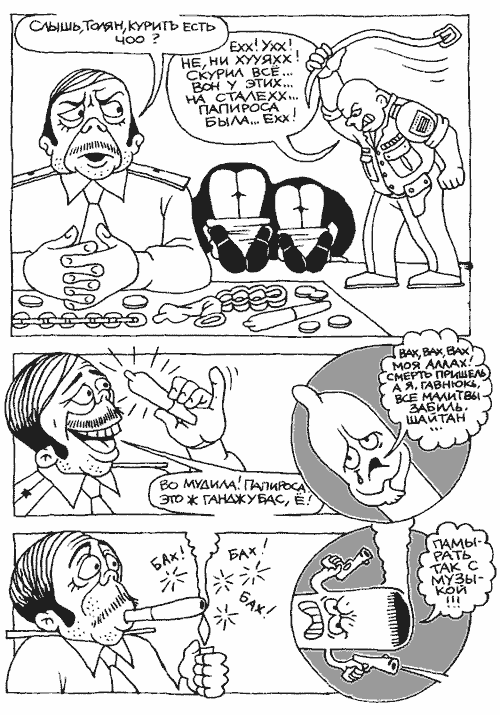 СЛЫШЬ, ТОЛЯН, КУРИТЬ ЕСТЬ
ЧОО ?
ЕХХ! УХХ!
НЕ, НИ ХУУЯХХ!
СКУРИЛ ВСЁ...
ВОН У ЭТИХ...
НА СТАЛЕХХ...
ПАПИРОСА
БЫЛА... ЕХХ!
ВАХ, ВАХ, ВАХ!
МОЯ АЛЛАХ!
СМЕРТЬ ПРИШЕЛЬ
А Я, ГАВНЮКЬ,
ВСЕ МАЛИТВЫ
ЗАБИЛЬ.
ШАЙТАН
...
ВО МУДИЛА! ПАПИРОСА
ЭТО Ж ГАНДЖУБАС, Ё!
БАХ!
БАХ!
БАХ!
ПАМЫ-
РАТЬ
ТАК С
МУЗЫ-
КОЙ
!!!